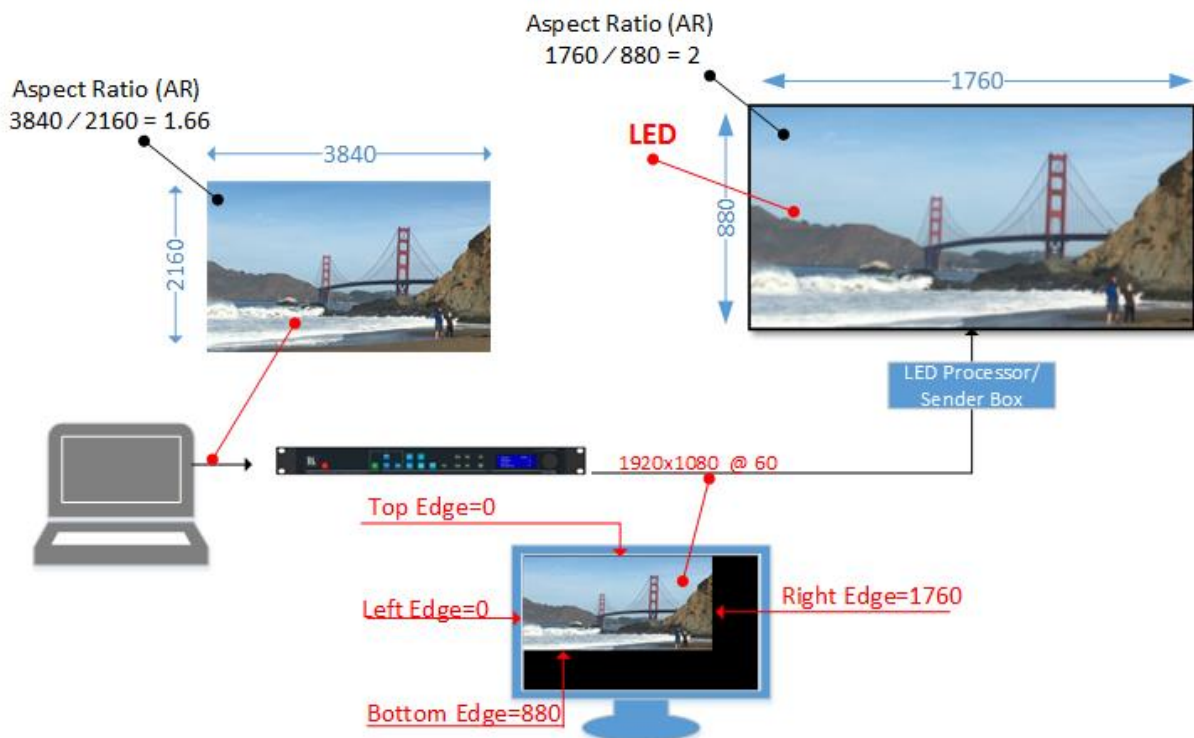 Aspect Ratio (AR)
3840 / 2160 = 1.66
3840
2160
Aspect Ratio (AR)
1760 / 880 = 2
1760
LED
880
LED Processor/
Sender Box
1920x1080 @ 60
Top Edge=0
Left Edge=0
Right Edge=1760
Bottom Edge=880